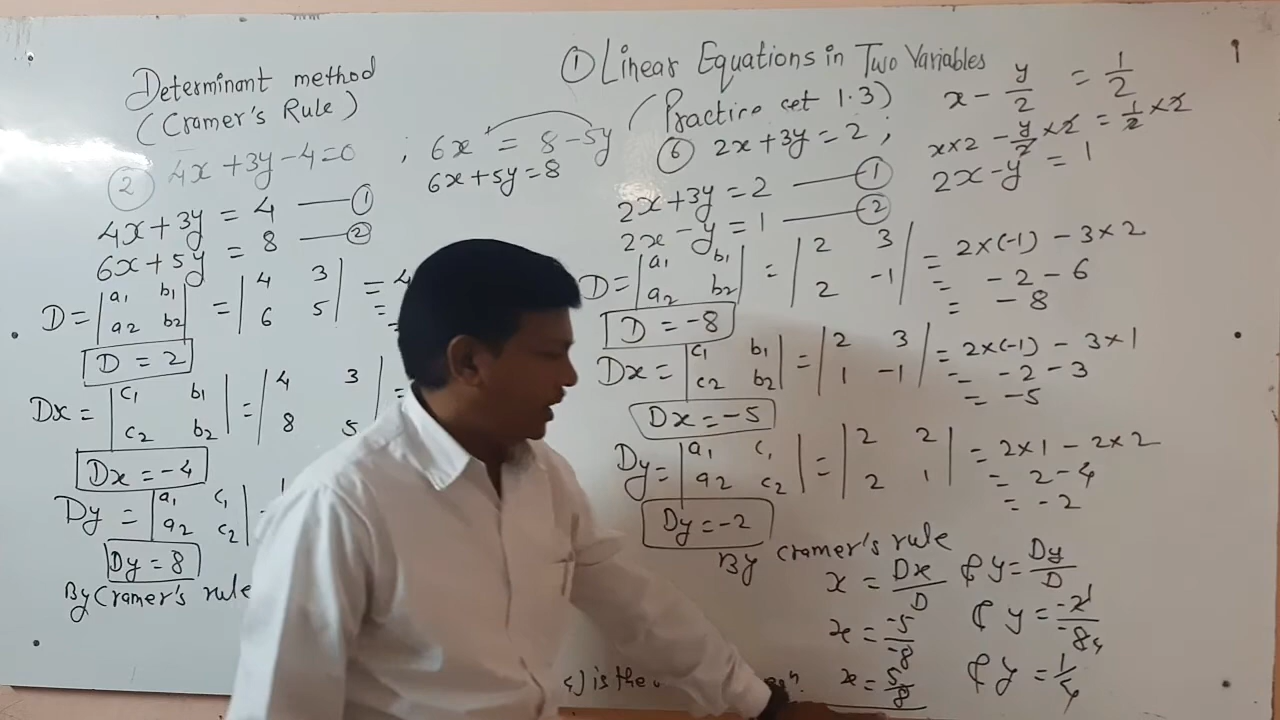 Determinant method
(Cramer's Rule)
② 4x + 3y - 4 = 0 ; 6x = 8 - 5y
6x + 5y = 8
4x + 3y = 4 — ①
6x + 5y = 8 — ②
D = |a₁ b₁ a₂ b₂| = |4 3 6 5| = 4
=
D = 2
Dx = |c₁ b₁ c₂ b₂| = |4 3 8 5| =
Dx = -4
Dy = |a₁ c₁ a₂ c₂|
Dy = 8
By Cramer's rule
① Linear Equations in Two Variables
(Practice set 1.3)
⑥ 2x + 3y = 2 ; x - y/2 = 1/2
x×2 - y/2 ×2 = 1/2 ×2
2x - y = 1
2x + 3y = 2 — ①
2x - y = 1 — ②
D = |a₁ b₁ a₂ b₂| = |2 3 2 -1| = 2×(-1) - 3×2
= -2 - 6
= -8
D = -8
Dx = |c₁ b₁ c₂ b₂| = |2 3 1 -1| = 2×(-1) - 3×1
= -2 - 3
= -5
Dx = -5
Dy = |a₁ c₁ a₂ c₂| = |2 2 2 1| = 2×1 - 2×2
= 2 - 4
= -2
Dy = -2
By Cramer's rule
x = Dx/D & y = Dy/D
x = -5/-8 & y = -2/-8 1 4
x = 5/8 & y = 1/4
) is the